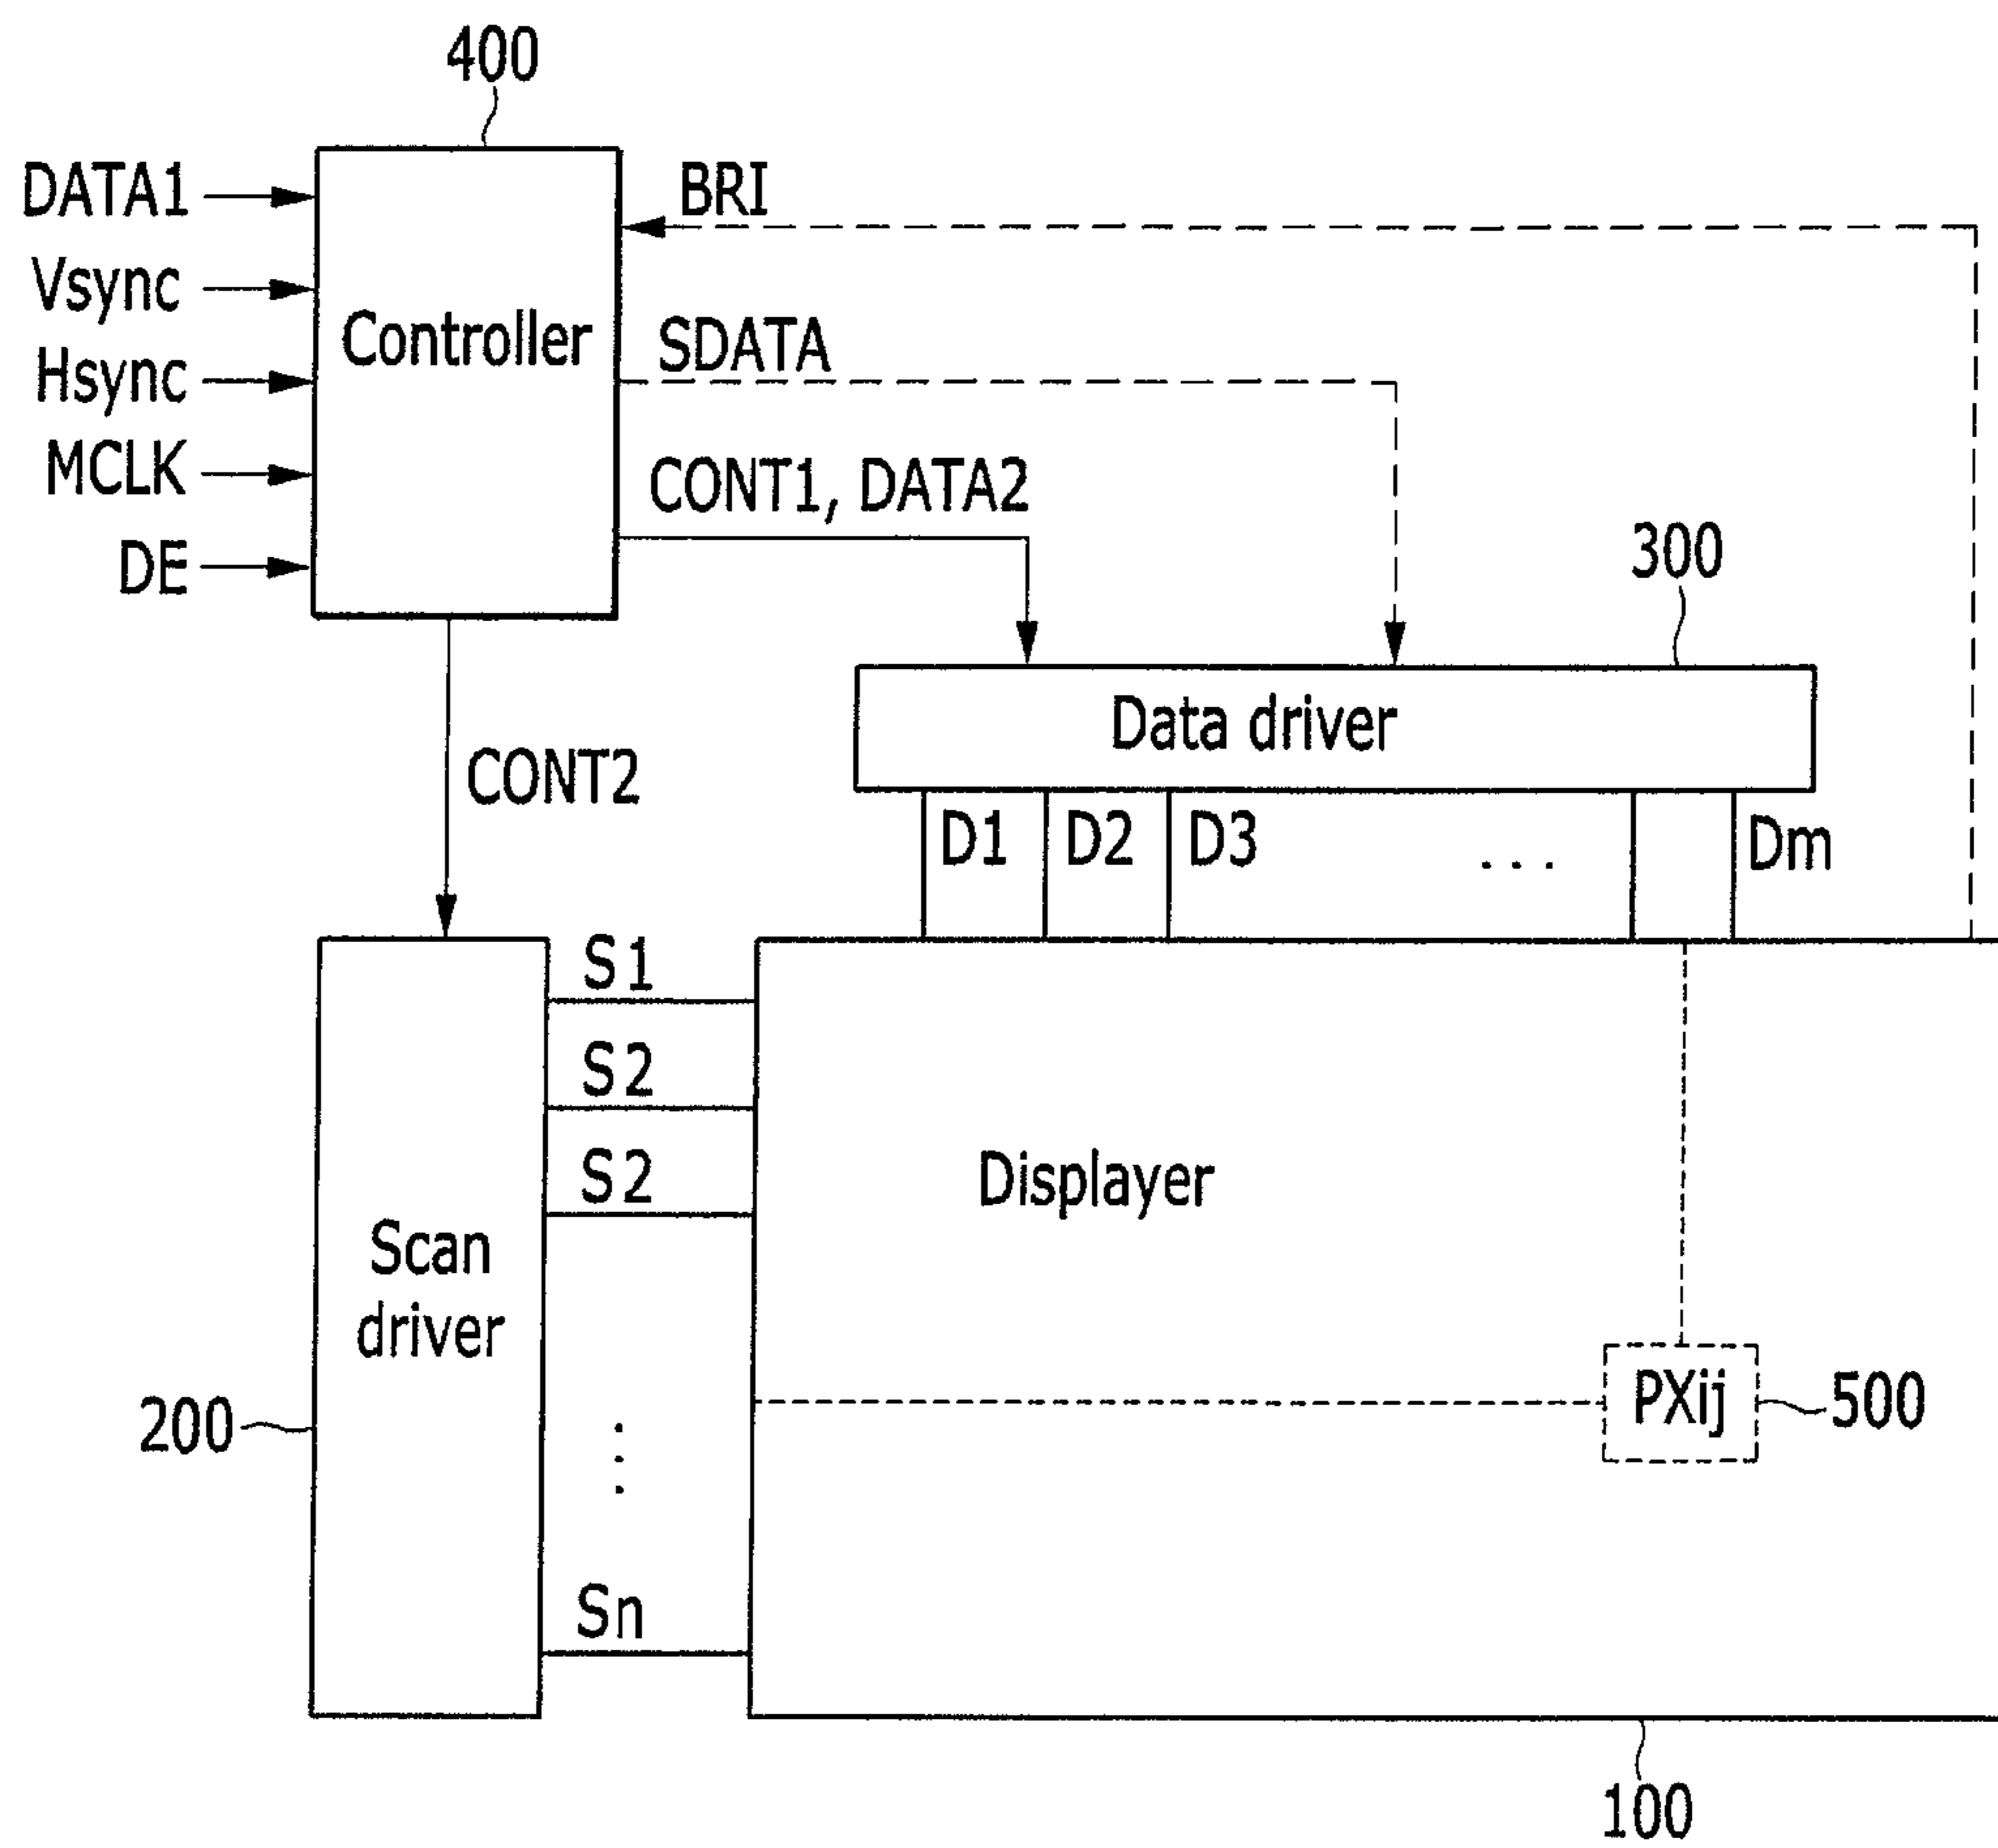 400
DATA1
BRI
Vsync
Controller
SDATA
Hsync
MCLK
CONT1, DATA2
DE
300
Data driver
CONT2
D1 D2 D3 ... Dm
S1
S2
S2
Displayer
Scan
driver
PXij
500
200
Sn
100